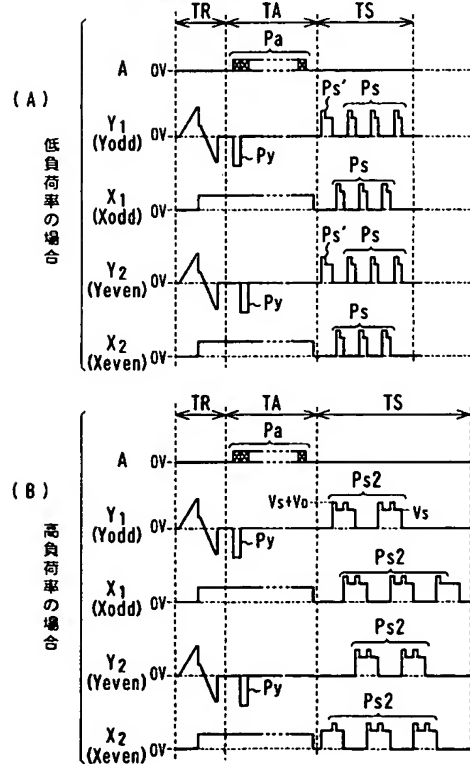 TR TA TS
Pa
A 0V
(A)
低負荷率の場合
Ps' Ps
Y1 0V
(Yodd)
Py
Ps
X1 0V
(Xodd)
Ps' Ps
Y2 0V
(Yeven)
Py
Ps
X2 0V
(Xeven)
TR TA TS
Pa
A 0V
(B)
高負荷率の場合
Ps2
Vs+Vo
Vs
Y1 0V
(Yodd)
Py
Ps2
X1 0V
(Xodd)
Ps2
Y2 0V
(Yeven)
Py
Ps2
X2 0V
(Xeven)